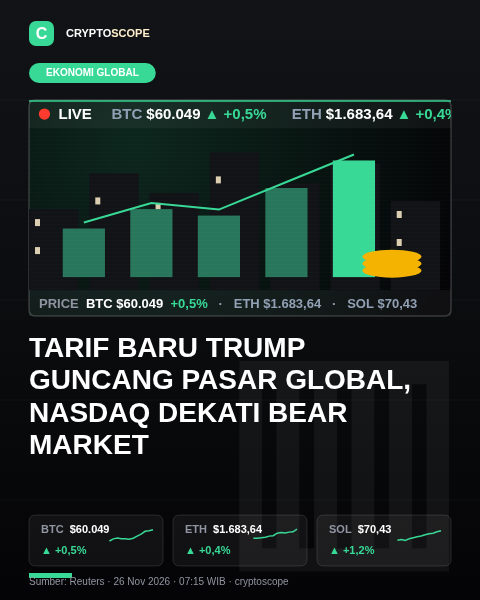 C CRYPTOSCOPE
EKONOMI GLOBAL
LIVE BTC $60.049 ▲ +0,5% ETH $1.683,64 ▲ +0,4%
PRICE BTC $60.049 +0,5% · ETH $1.683,64 · SOL $70,43
TARIF BARU TRUMP
GUNCANG PASAR GLOBAL,
NASDAQ DEKATI BEAR
MARKET
BTC $60.049 ETH $1.683,64 SOL $70,43
▲ +0,5% ▲ +0,4% ▲ +1,2%
Sumber: Reuters · 26 Nov 2026 · 07:15 WIB · cryptoscope